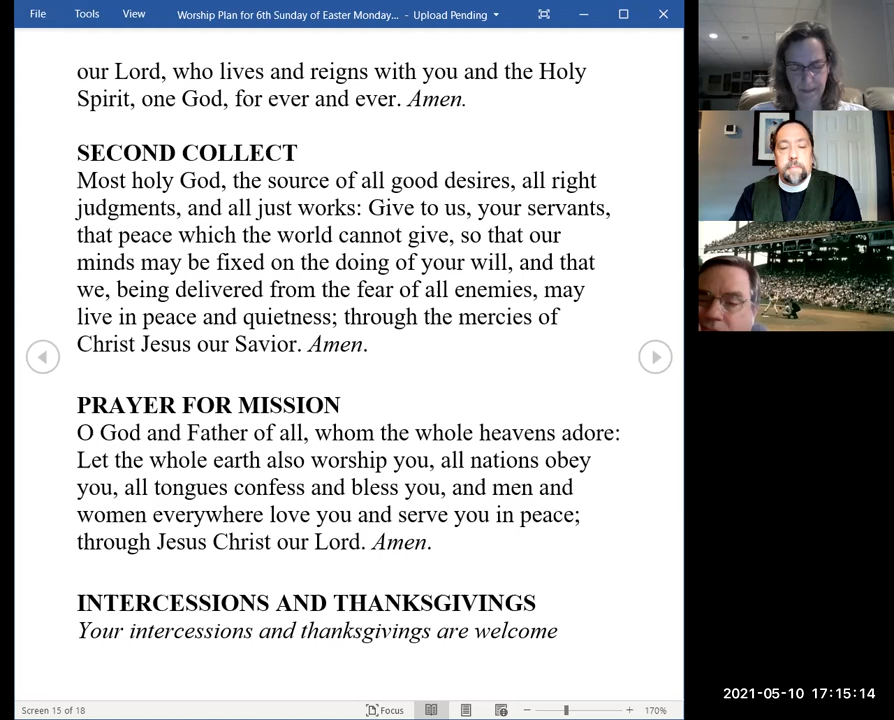 File Tools View Worship Plan for 6th Sunday of Easter Monday... - Upload Pending
our Lord, who lives and reigns with you and the Holy
Spirit, one God, for ever and ever. Amen.
SECOND COLLECT
Most holy God, the source of all good desires, all right
judgments, and all just works: Give to us, your servants,
that peace which the world cannot give, so that our
minds may be fixed on the doing of your will, and that
we, being delivered from the fear of all enemies, may
live in peace and quietness; through the mercies of
Christ Jesus our Savior. Amen.
PRAYER FOR MISSION
O God and Father of all, whom the whole heavens adore:
Let the whole earth also worship you, all nations obey
you, all tongues confess and bless you, and men and
women everywhere love you and serve you in peace;
through Jesus Christ our Lord. Amen.
INTERCESSIONS AND THANKSGIVINGS
Your intercessions and thanksgivings are welcome
2021-05-10 17:15:14
Screen 15 of 18 Focus 170%